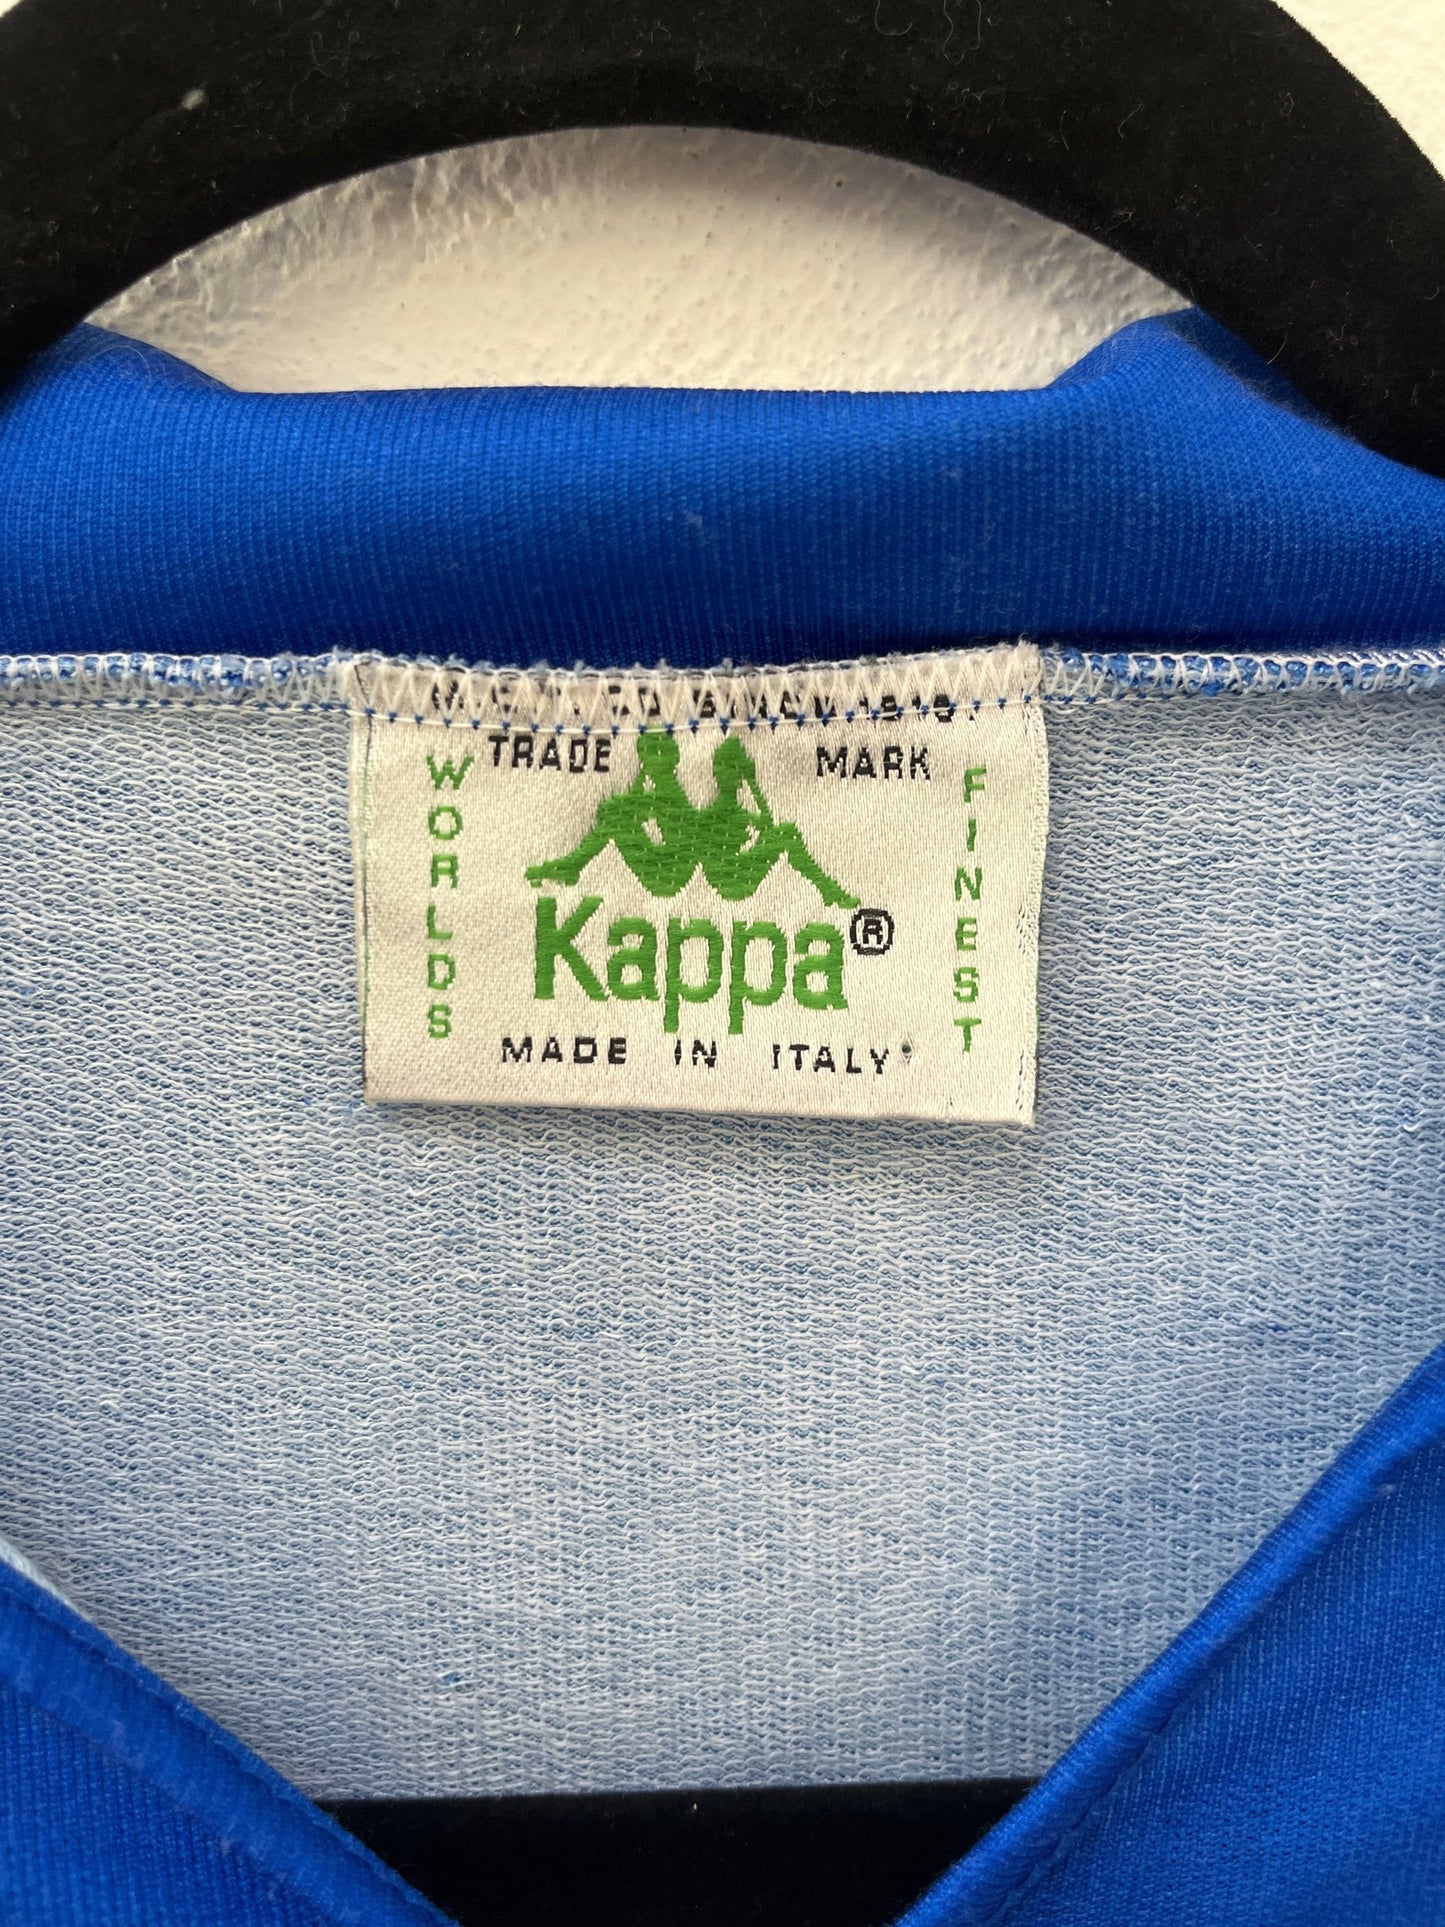 TRADE MARK
WORLDS
FINEST
Kappa®
MADE IN ITALY